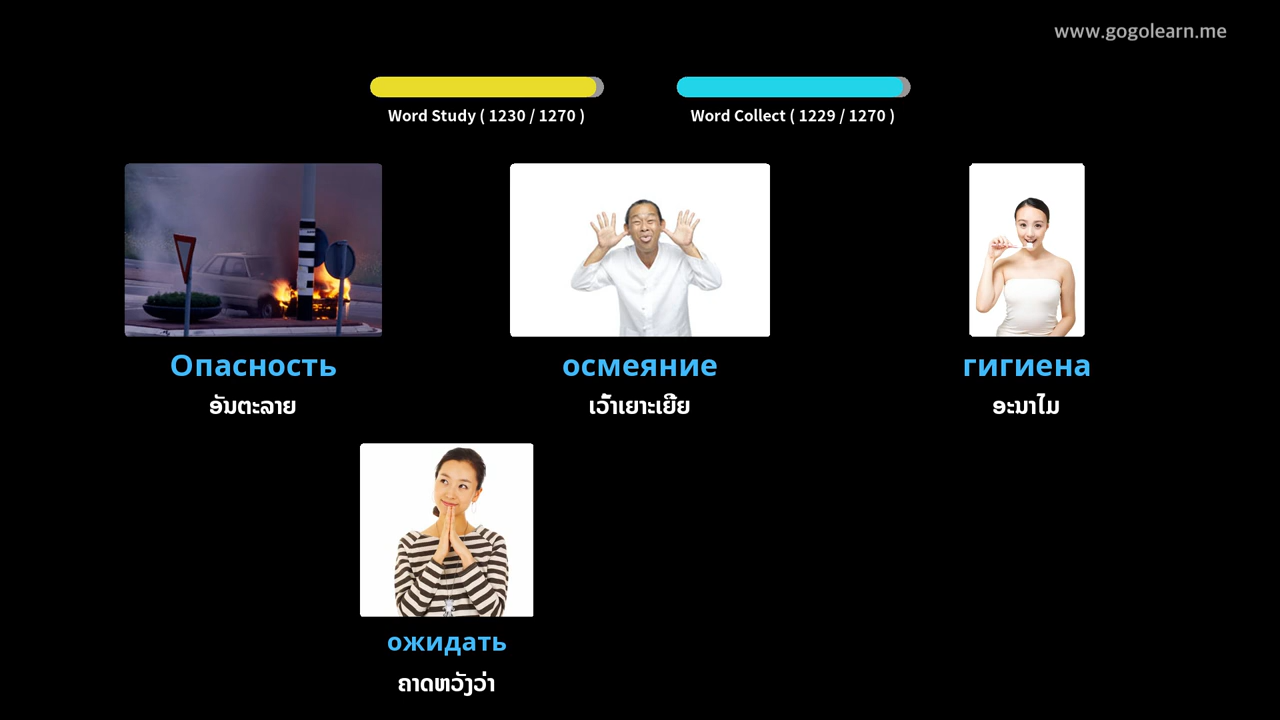 www.gogolearn.me
Word Study ( 1230 / 1270 )
Word Collect ( 1229 / 1270 )
Опасность
осмеяние
гигиена
ອັນຕະລາຍ
ເວົ້າເຍາະເຍີຍ
ອະນາໄມ
ожидать
ຄາດຫວັງວ່າ